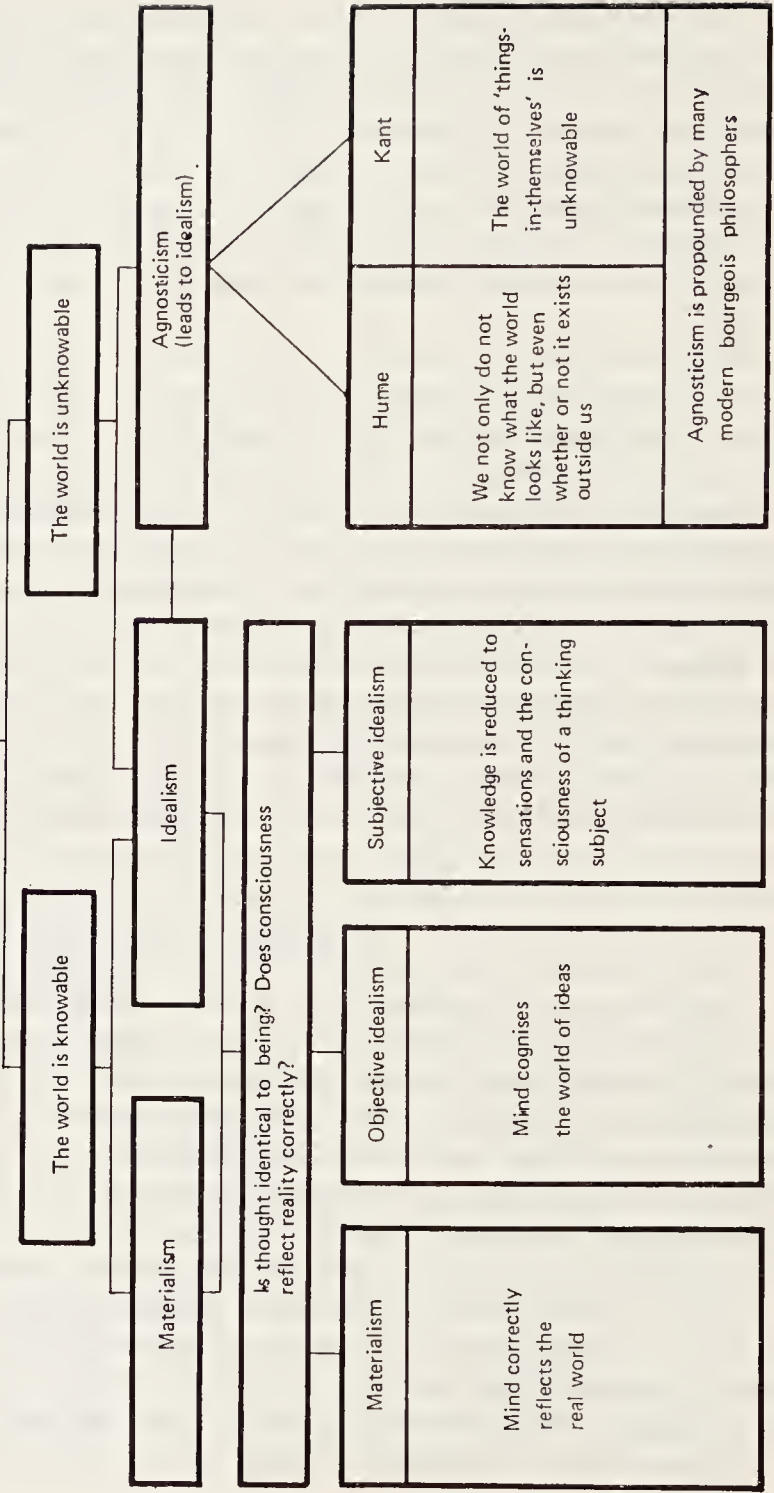 The world is knowable
The world is unknowable
Materialism
Idealism
Agnosticism
(leads to idealism).
Is thought identical to being? Does consciousness
reflect reality correctly?
Materialism
Mind correctly
reflects the
real world
Objective idealism
Mind cognises
the world of ideas
Subjective idealism
Knowledge is reduced to
sensations and the con-
sciousness of a thinking
subject
Hume
We not only do not
know what the world
looks like, but even
whether or not it exists
outside us
Kant
The world of 'things-
in-themselves' is
unknowable
Agnosticism is propounded by many
modern bourgeois philosophers